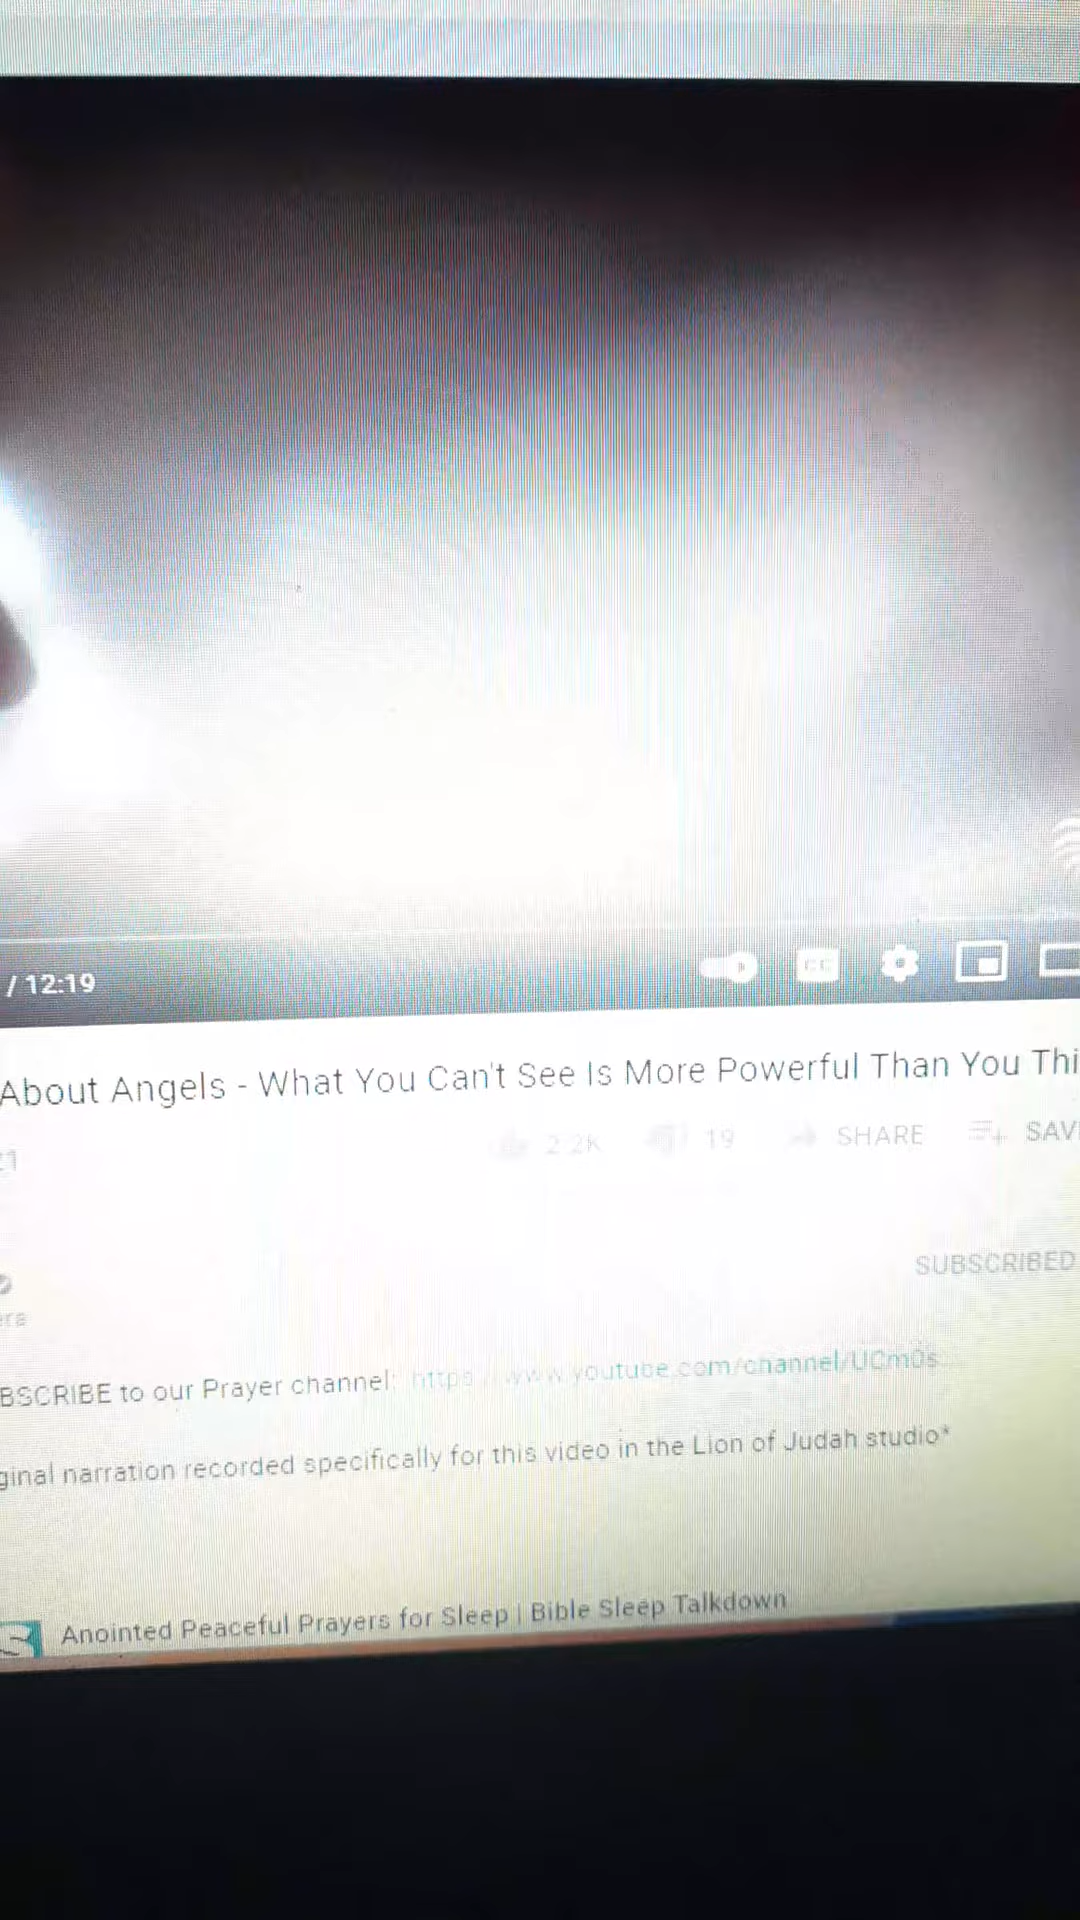 / 12:19
About Angels - What You Can't See Is More Powerful Than You Thi
21
2.2K 19 SHARE SAV
SUBSCRIBED
ers
BSCRIBE to our Prayer channel: https://www.youtube.com/channel/UCm0s...
ginal narration recorded specifically for this video in the Lion of Judah studio*
Anointed Peaceful Prayers for Sleep | Bible Sleep Talkdown